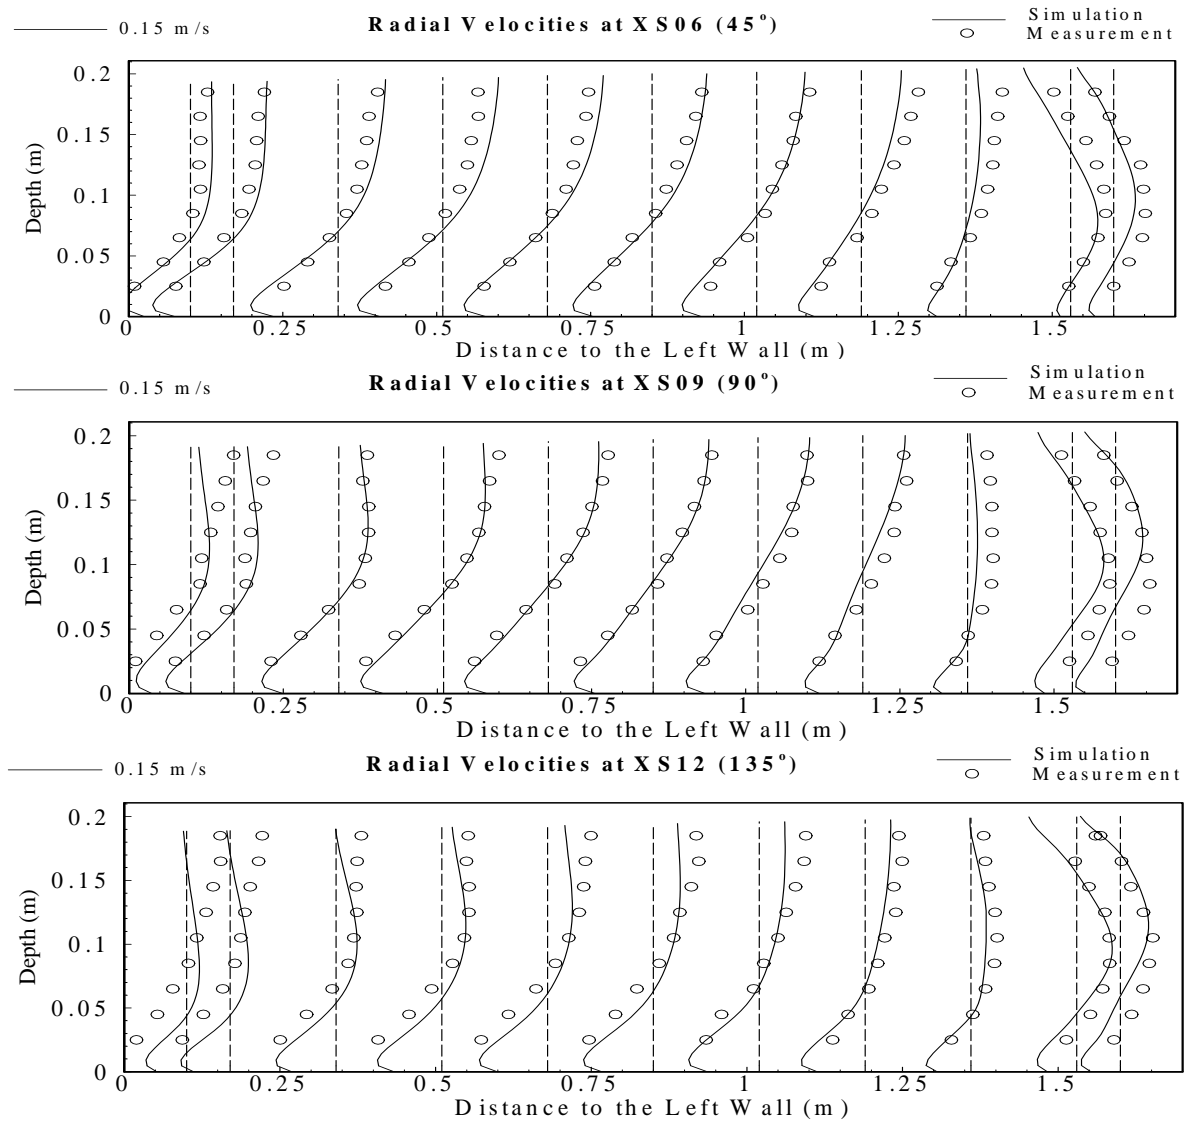 0.15 m/s Radial Velocities at XS06 (45°) Simulation
Measurement
0.2
0.15
0.1
0.05
0
Depth (m)
0 0.25 0.5 0.75 1 1.25 1.5
Distance to the Left Wall (m)
0.15 m/s Radial Velocities at XS09 (90°) Simulation
Measurement
0.2
0.15
0.1
0.05
0
Depth (m)
0 0.25 0.5 0.75 1 1.25 1.5
Distance to the Left Wall (m)
0.15 m/s Radial Velocities at XS12 (135°) Simulation
Measurement
0.2
0.15
0.1
0.05
0
Depth (m)
0 0.25 0.5 0.75 1 1.25 1.5
Distance to the Left Wall (m)